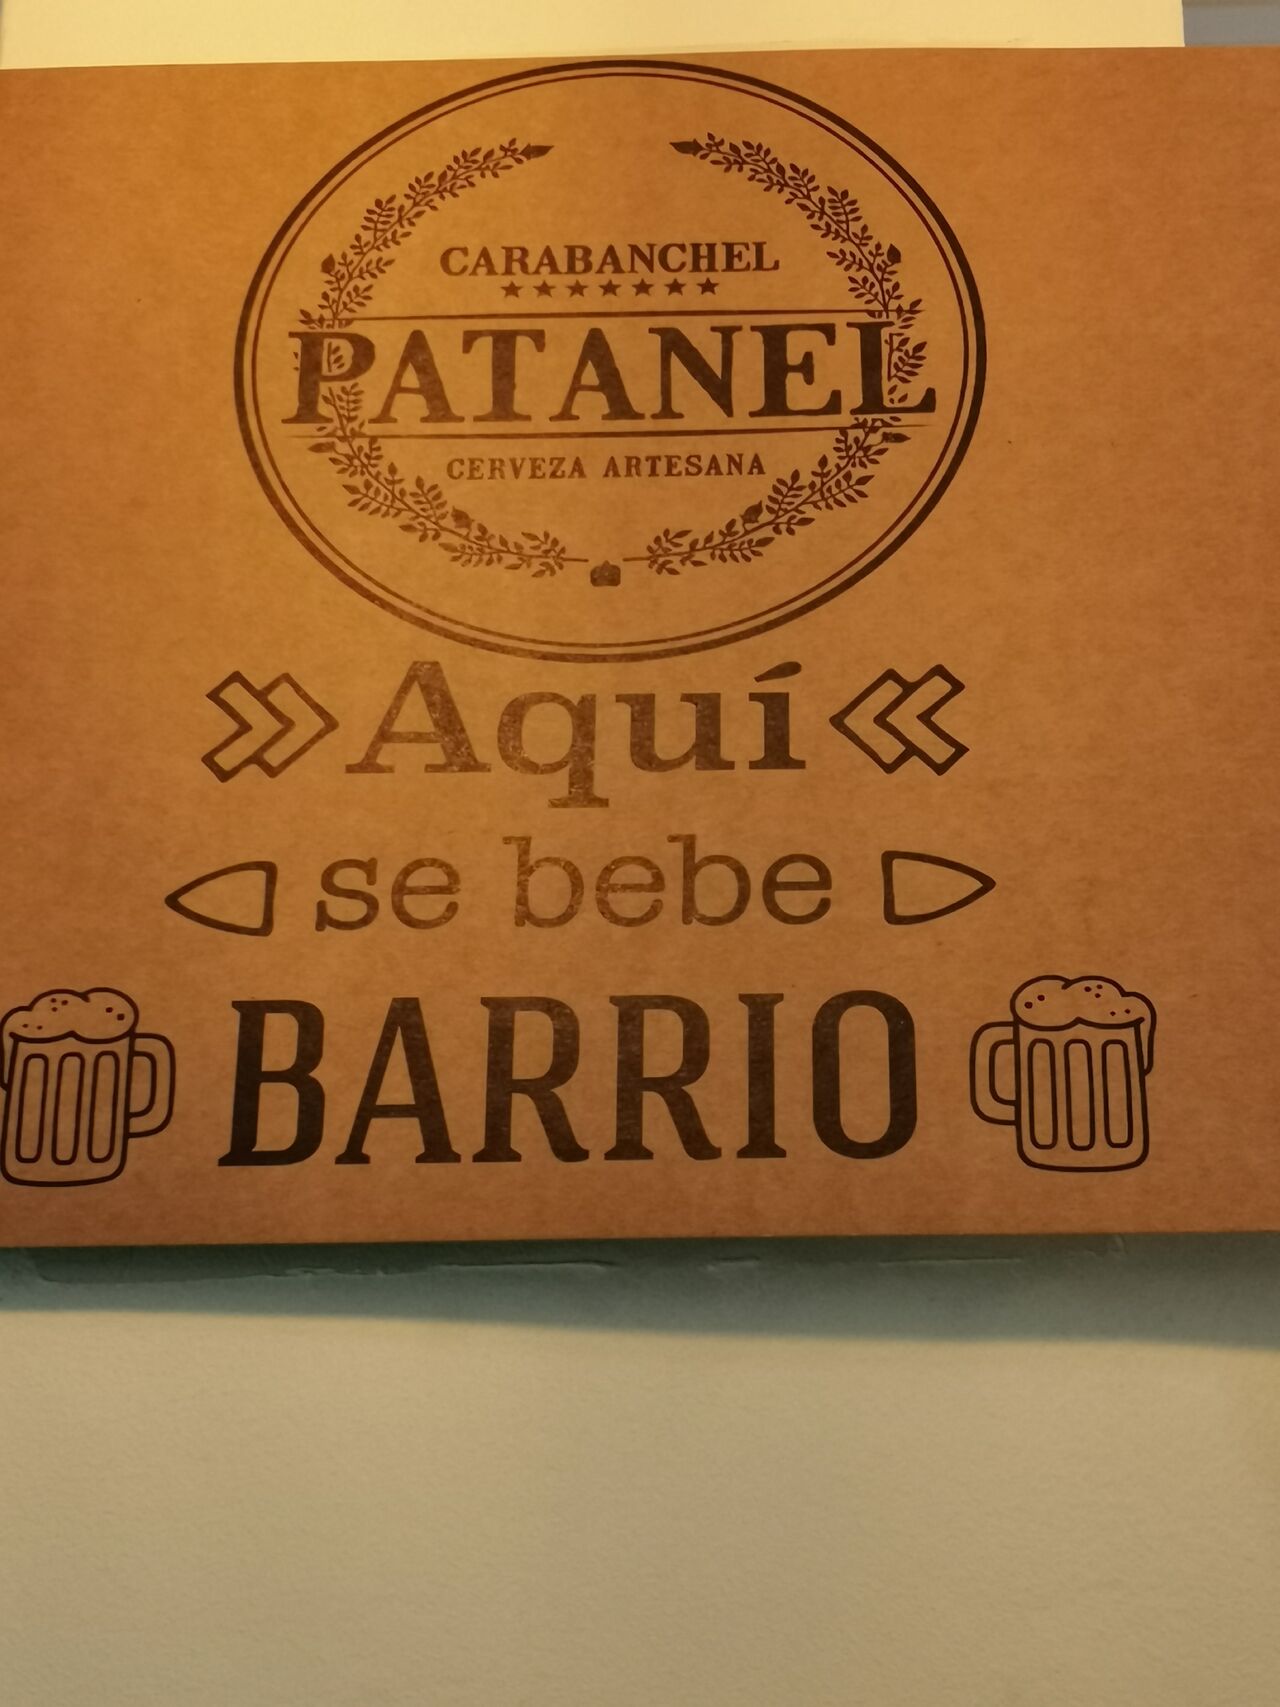 CARABANCHEL
PATANEL
CERVEZA ARTESANA
Aquí
se bebe
BARRIO